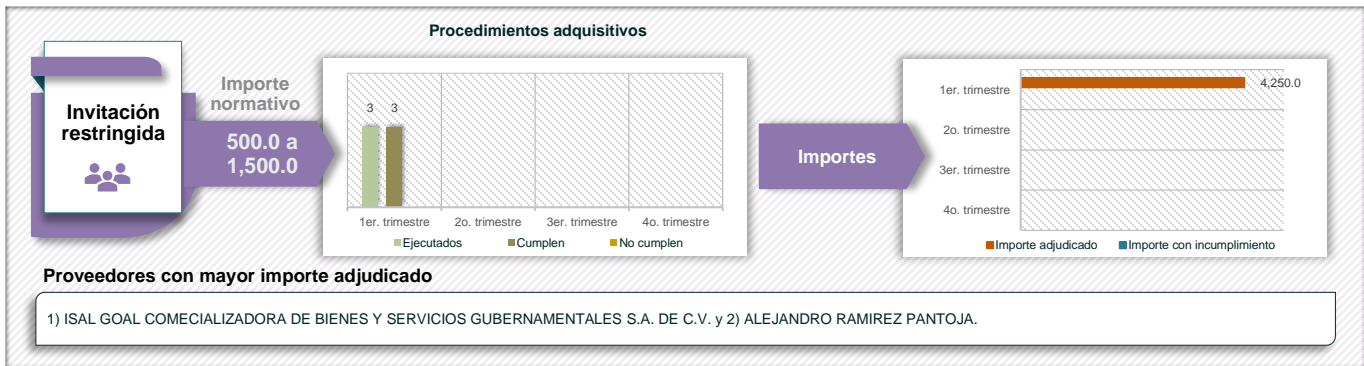 Procedimientos adquisitivos
Invitación
restringida
Importe
normativo
500.0 a
1,500.0
3 3
1er. trimestre 2o. trimestre 3er. trimestre 4o. trimestre
Ejecutados Cumplen No cumplen
Importes
1er. trimestre 4,250.0
2o. trimestre
3er. trimestre
4o. trimestre
Importe adjudicado Importe con incumplimiento
Proveedores con mayor importe adjudicado
1) ISAL GOAL COMECIALIZADORA DE BIENES Y SERVICIOS GUBERNAMENTALES S.A. DE C.V. y 2) ALEJANDRO RAMIREZ PANTOJA.